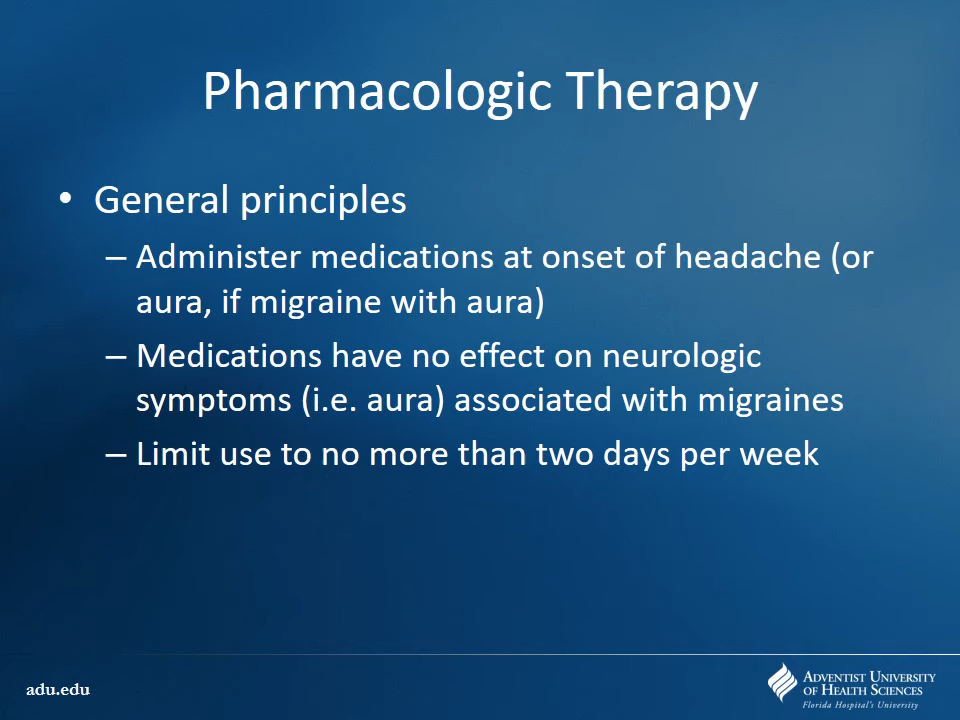 Pharmacologic Therapy
• General principles
– Administer medications at onset of headache (or
aura, if migraine with aura)
– Medications have no effect on neurologic
symptoms (i.e. aura) associated with migraines
– Limit use to no more than two days per week
adu.edu
ADVENTIST UNIVERSITY
OF HEALTH SCIENCES
Florida Hospital's University